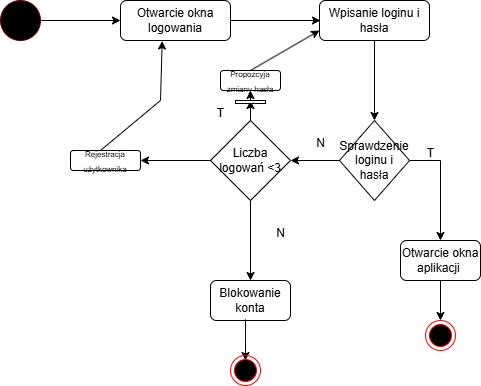 Otwarcie okna
logowania
Wpisanie loginu i
hasła
Propozcyja
zmiany hasła
T
Liczba
logowań <3
N
Sprawdzenie
loginu i
hasła
T
Rejestracja
użytkownika
N
Otwarcie okna
aplikacji
Blokowanie
konta